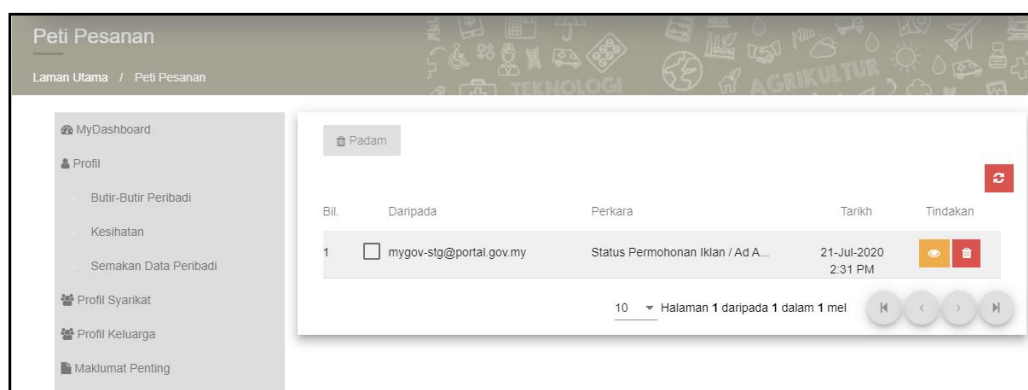 Peti Pesanan
Laman Utama / Peti Pesanan
TEKNOLOGI
AGRIKULTUR
MyDashboard
Profil
Butir-Butir Peribadi
Kesihatan
Semakan Data Peribadi
Profil Syarikat
Profil Keluarga
Maklumat Penting
Padam
Bil. Daripada Perkara Tarikh Tindakan
1 mygov-stg@portal.gov.my Status Permohonan Iklan / Ad A... 21-Jul-2020
2:31 PM
10 Halaman 1 daripada 1 dalam 1 mel